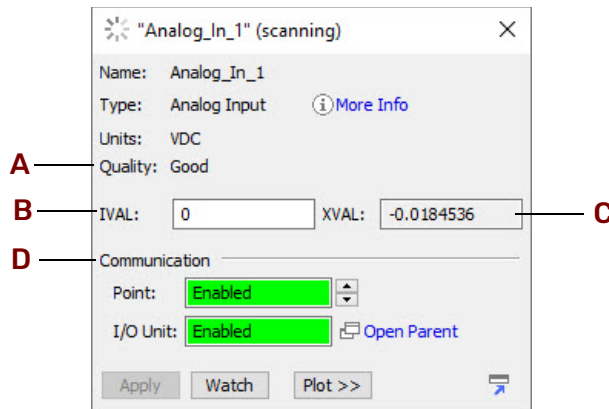 "Analog_In_1" (scanning)
Name: Analog_In_1
Type: Analog Input More Info
Units: VDC
A Quality: Good
B IVAL: 0 XVAL: -0.0184536 C
D Communication
Point: Enabled
I/O Unit: Enabled Open Parent
Apply Watch Plot >>